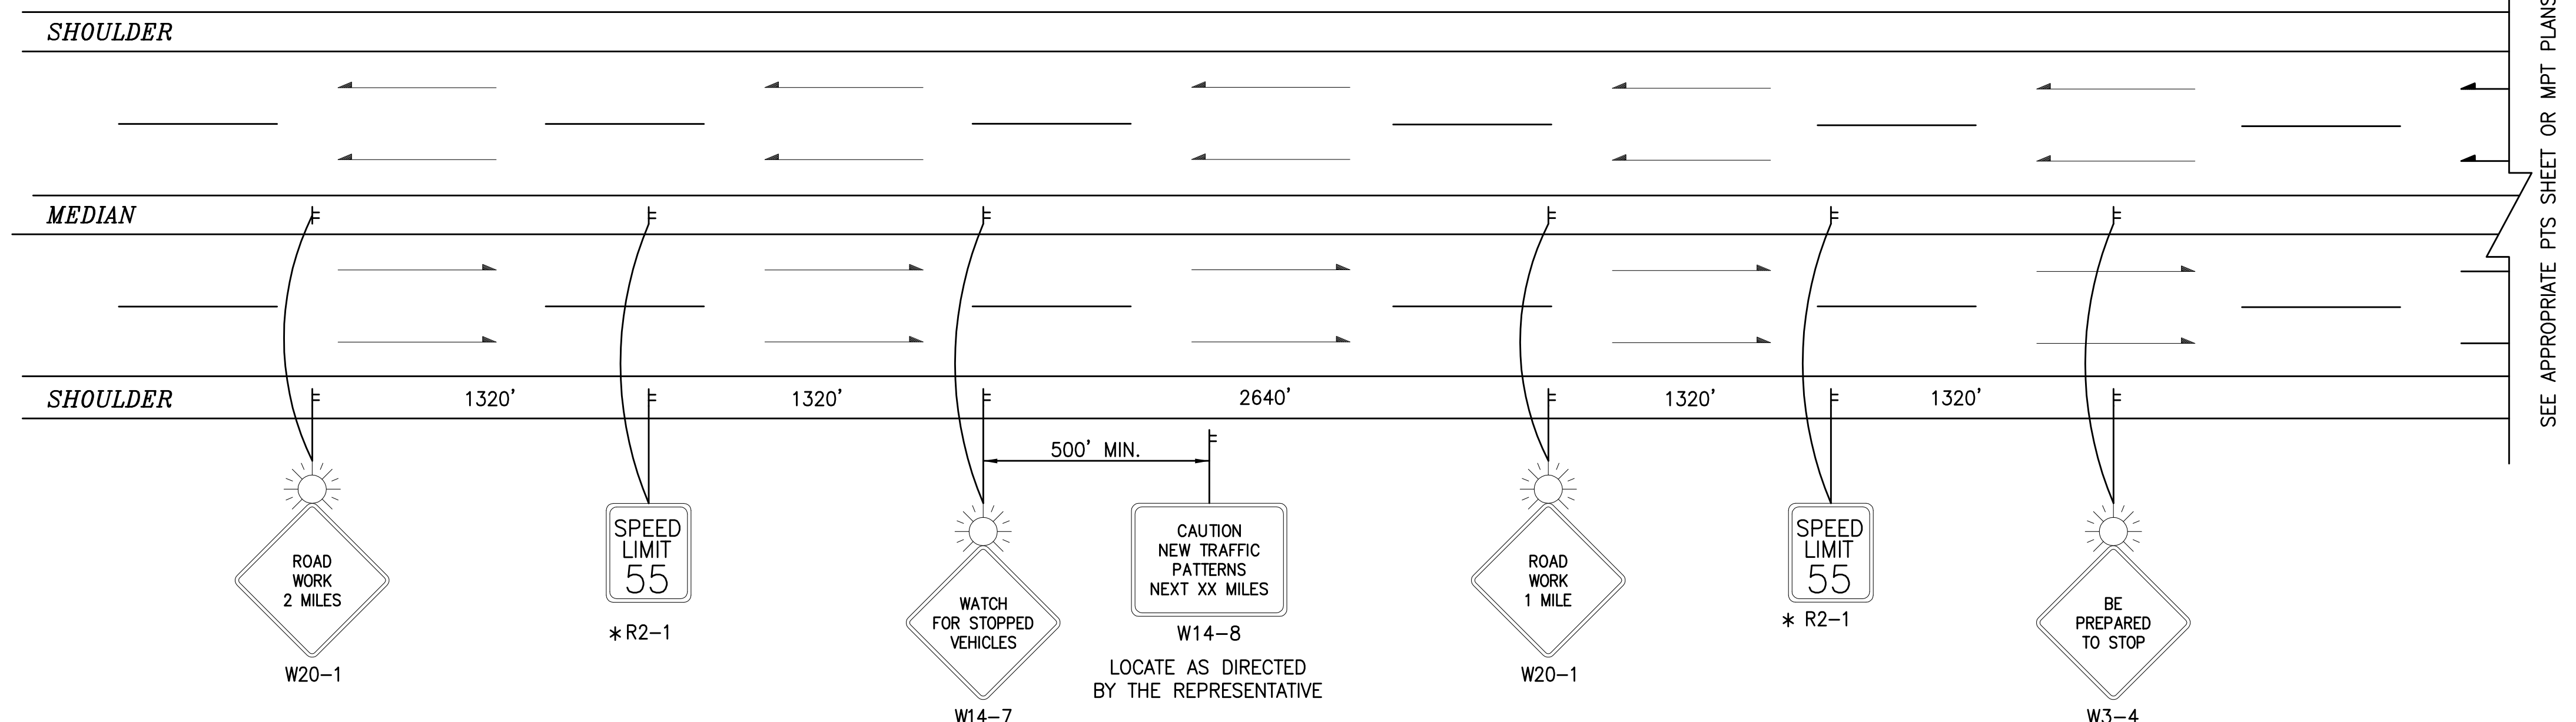 SHOULDER
MEDIAN
SHOULDER
1320'
1320'
2640'
1320'
1320'
500' MIN.
ROAD
WORK
2 MILES
W20-1
SPEED
LIMIT
55
*R2-1
WATCH
FOR STOPPED
VEHICLES
W14-7
CAUTION
NEW TRAFFIC
PATTERNS
NEXT XX MILES
W14-8
LOCATE AS DIRECTED
BY THE REPRESENTATIVE
ROAD
WORK
1 MILE
W20-1
SPEED
LIMIT
55
* R2-1
BE
PREPARED
TO STOP
W3-4
SEE APPROPRIATE PTS SHEET OR MPT PLANS